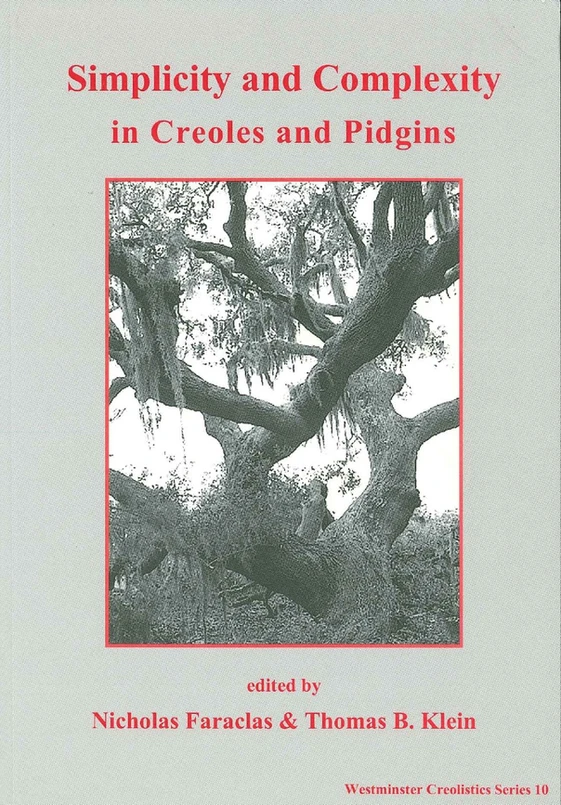 Simplicity and Complexity
in Creoles and Pidgins
edited by
Nicholas Faraclas & Thomas B. Klein
Westminster Creolistics Series 10